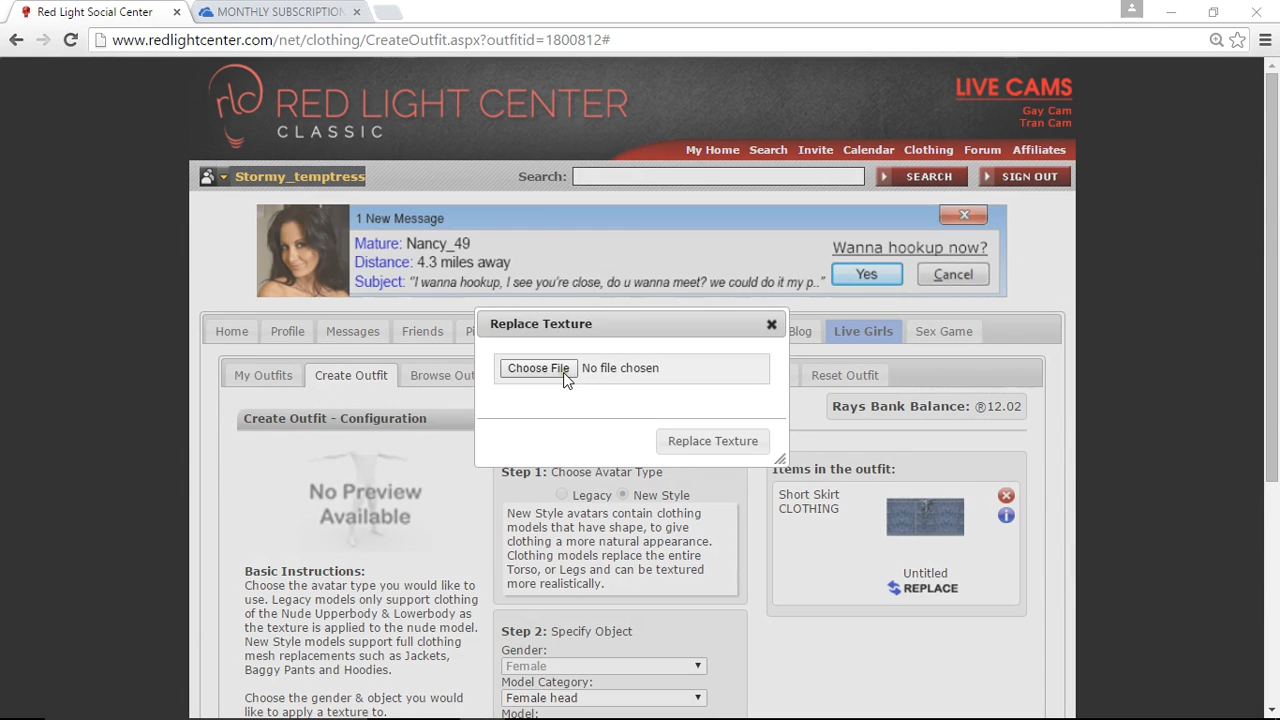 Red Light Social Center
MONTHLY SUBSCRIPTION
www.redlightcenter.com/net/clothing/CreateOutfit.aspx?outfitid=1800812#
rlc RED LIGHT CENTER
CLASSIC
LIVE CAMS
Gay Cam
Tran Cam
My Home Search Invite Calendar Clothing Forum Affiliates
Stormy_temptress Search: SEARCH SIGN OUT
1 New Message
Mature: Nancy_49
Distance: 4.3 miles away
Subject: "I wanna hookup, I see you're close, do u wanna meet? we could do it my p.."
Wanna hookup now?
Yes Cancel
Replace Texture
Choose File No file chosen
Replace Texture
Home Profile Messages Friends Blog Live Girls Sex Game
My Outfits Create Outfit Browse Out Reset Outfit
Rays Bank Balance: ®12.02
Create Outfit - Configuration
No Preview
Available
Basic Instructions:
Choose the avatar type you would like to
use. Legacy models only support clothing
of the Nude Upperbody & Lowerbody as
the texture is applied to the nude model.
New Style models support full clothing
mesh replacements such as Jackets,
Baggy Pants and Hoodies.
Choose the gender & object you would
like to apply a texture to.
Step 1: Choose Avatar Type
Legacy New Style
New Style avatars contain clothing
models that have shape, to give
clothing a more natural appearance.
Clothing models replace the entire
Torso, or Legs and can be textured
more realistically.
Step 2: Specify Object
Gender:
Female
Model Category:
Female head
Model:
Items in the outfit:
Short Skirt
CLOTHING
Untitled
REPLACE